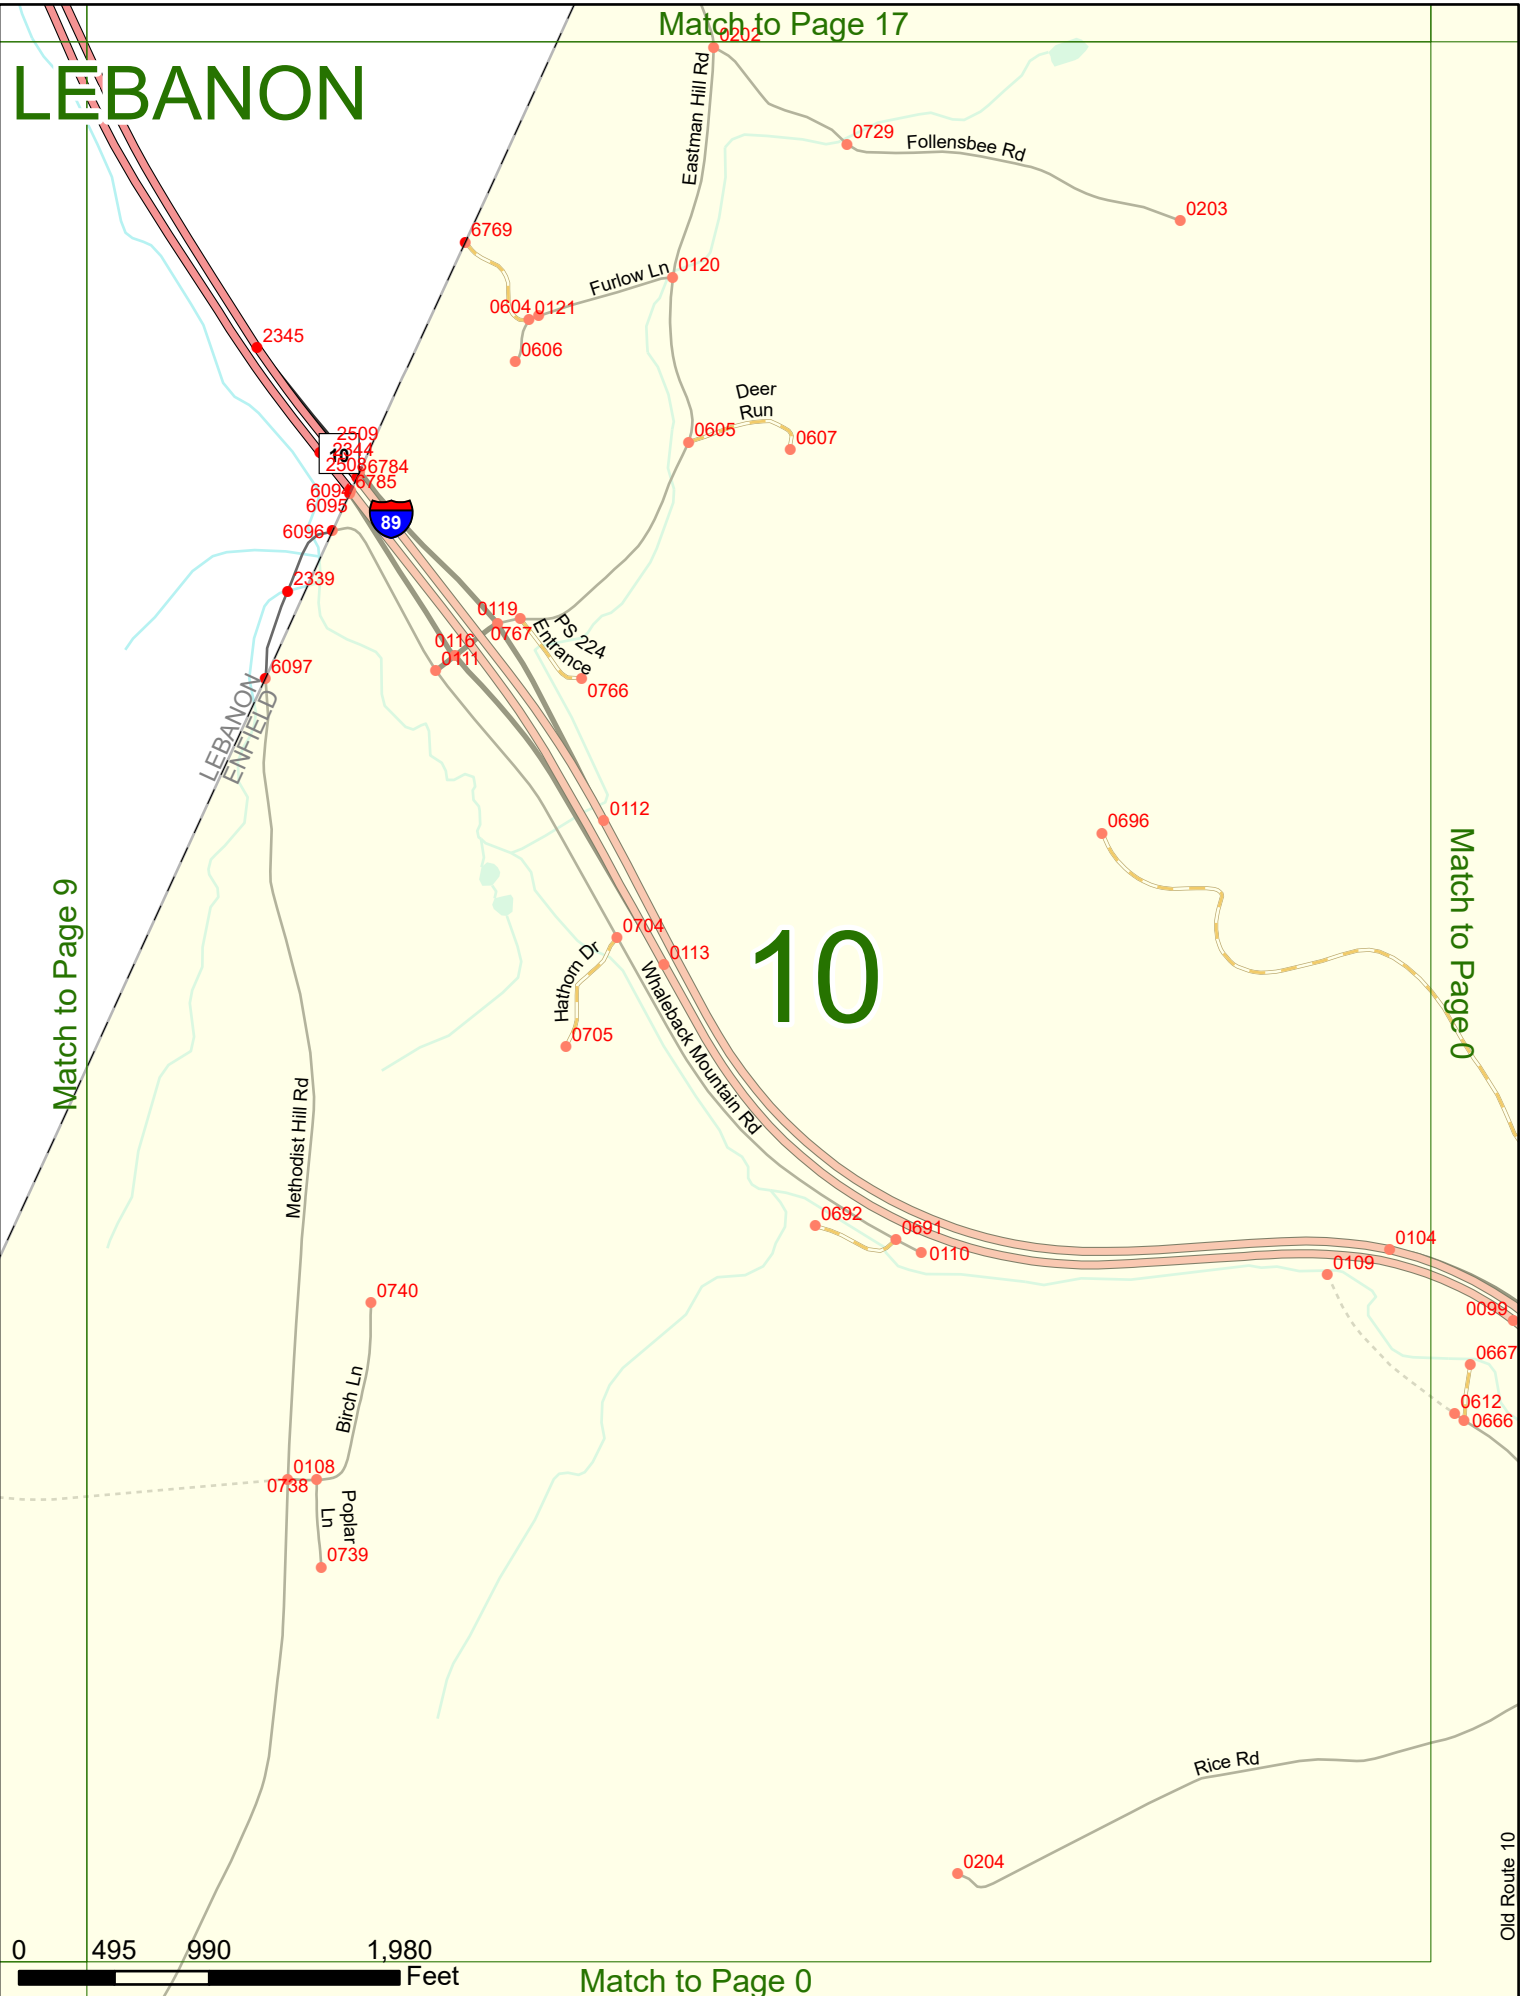 Match to Page 17
0202
LEBANON
Eastman Hill Rd
0729
Follensbee Rd
0203
6769
Furlow Ln
0120
0604
0121
0606
2345
Deer
Run
0605
0607
2509
2344
10
6784
6785
6094
6095
6096
89
2339
0119
0767
PS 224
Entrance
0116
0111
0766
6097
LEBANON
ENFIELD
0112
0696
Match to Page 9
Match to Page 0
0704
0113
10
Hathorn Dr
Whaleback Mountain Rd
0705
Methodist Hill Rd
0692
0691
0110
0104
0109
0099
0740
0667
Birch Ln
0612
0666
0108
0738
Poplar
Ln
0739
Rice Rd
0204
Old Route 10
0 495 990 1,980
Feet
Match to Page 0